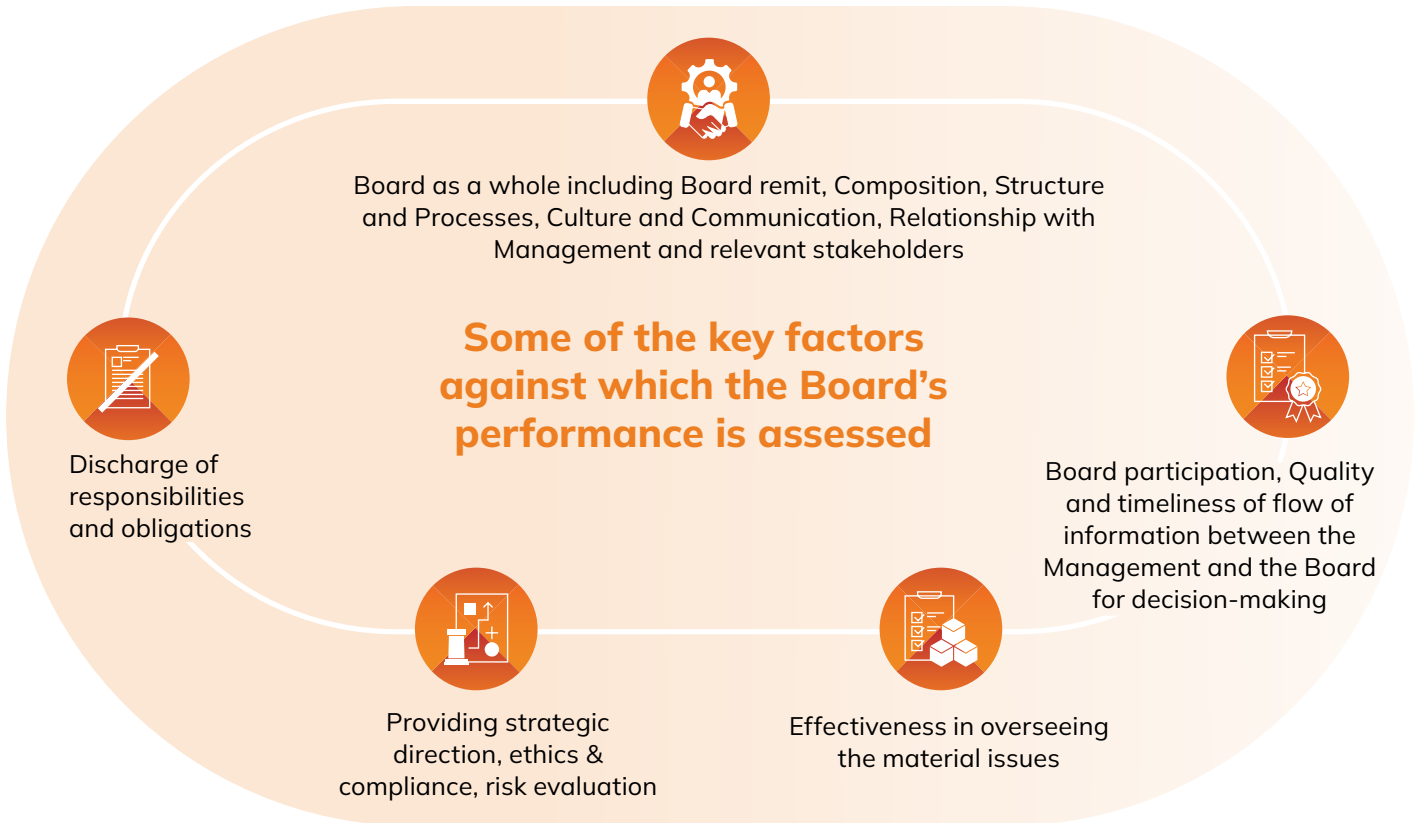 Board as a whole including Board remit, Composition, Structure
and Processes, Culture and Communication, Relationship with
Management and relevant stakeholders
Some of the key factors
against which the Board’s
performance is assessed
Discharge of
responsibilities
and obligations
Board participation, Quality
and timeliness of flow of
information between the
Management and the Board
for decision-making
Providing strategic
direction, ethics &
compliance, risk evaluation
Effectiveness in overseeing
the material issues